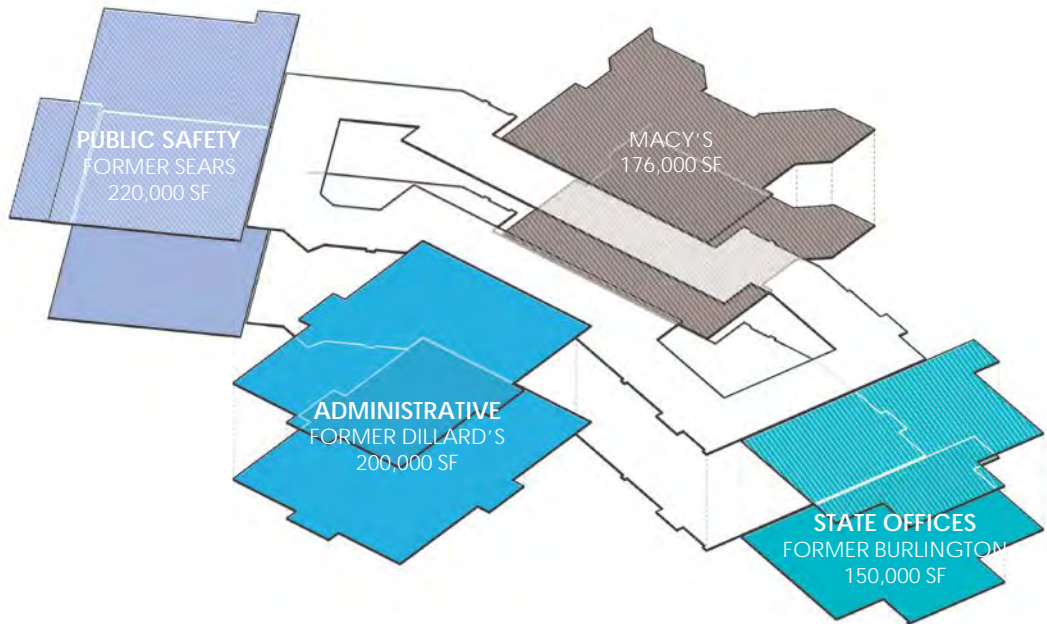 PUBLIC SAFETY
FORMER SEARS
220,000 SF
MACY'S
176,000 SF
ADMINISTRATIVE
FORMER DILLARD'S
200,000 SF
STATE OFFICES
FORMER BURLINGTON
150,000 SF